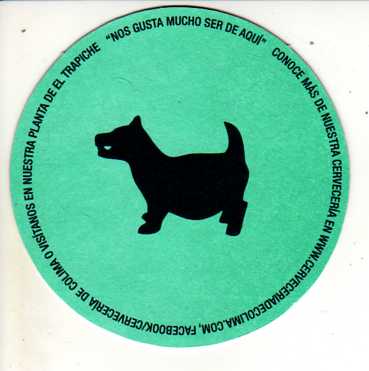 "NOS GUSTA MUCHO SER DE AQUÍ"
CONOCE MÁS DE NUESTRA CERVECERÍA EN WWW.CERVECERIADECOLIMA.COM, FACEBOOK/CERVECERÍA DE COLIMA O VISÍTANOS EN NUESTRA PLANTA DE EL TRAPICHE